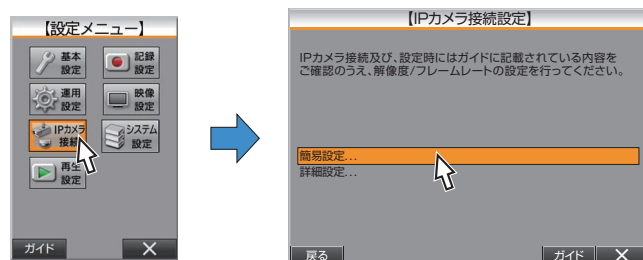 【設定メニュー】
基本
設定
記録
設定
運用
設定
映像
設定
IPカメラ
接続
システム
設定
再生
設定
ガイド
×
【IPカメラ接続設定】
IPカメラ接続及び、設定時にはガイドに記載されている内容を
ご確認のうえ、解像度/フレームレートの設定を行ってください。
簡易設定...
詳細設定...
戻る
ガイド
×